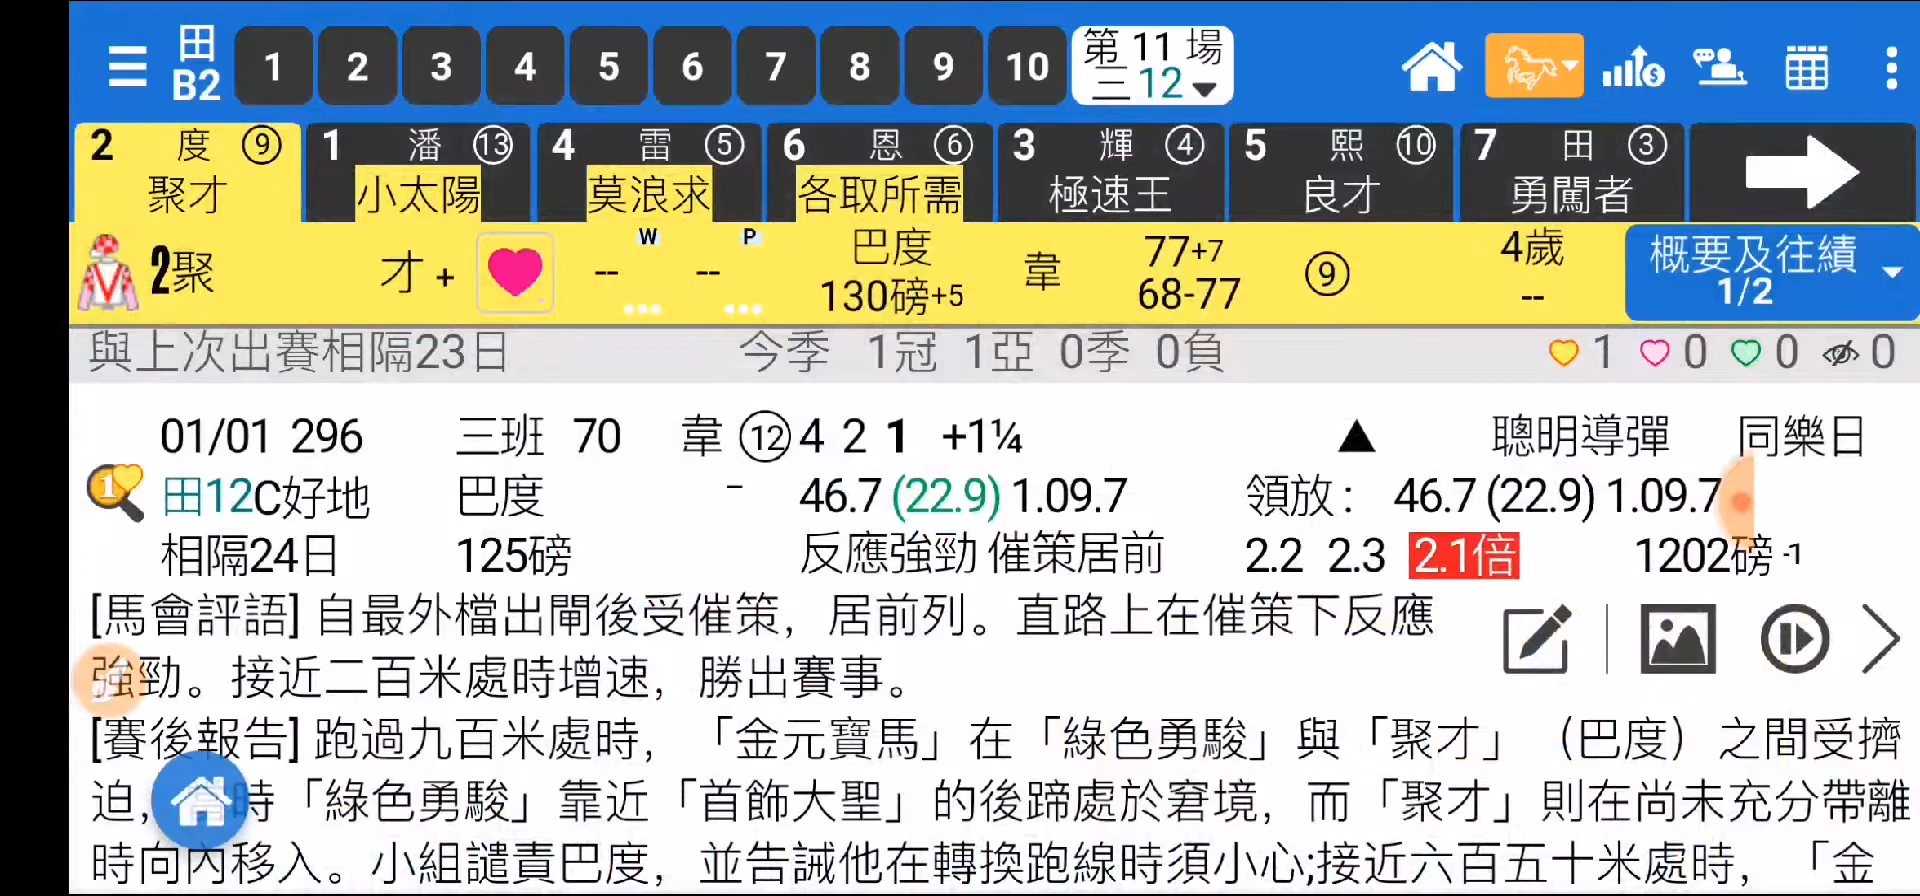 田 B2 1 2 3 4 5 6 7 8 9 10 第 11 場 三 12
2 度 ⑨ 聚才
1 潘 ⑬ 小太陽
4 雷 ⑤ 莫浪求
6 恩 ⑥ 各取所需
3 輝 ④ 極速王
5 熙 ⑩ 良才
7 田 ③ 勇闖者
2聚 才 + W -- P -- 巴度 130磅+5 韋 77+7 68-77 ⑨ 4歲 -- 概要及往績 1/2
與上次出賽相隔23日 今季 1冠 1亞 0季 0負 1 0 0 0
01/01 296 三班 70 韋 ⑫ 4 2 1 +1¼ ▲ 聰明導彈 同樂日
1 田12C好地 巴度 - 46.7 (22.9) 1.09.7 領放: 46.7 (22.9) 1.09.7
相隔24日 125磅 反應強勁 催策居前 2.2 2.3 2.1倍 1202磅 -1
[馬會評語] 自最外檔出閘後受催策，居前列。直路上在催策下反應
強勁。接近二百米處時增速，勝出賽事。
[賽後報告] 跑過九百米處時，「金元寶馬」在「綠色勇駿」與「聚才」（巴度）之間受擠
迫, 時「綠色勇駿」靠近「首飾大聖」的後蹄處於窘境，而「聚才」則在尚未充分帶離
時向內移入。小組譴責巴度，並告誡他在轉換跑線時須小心;接近六百五十米處時，「金